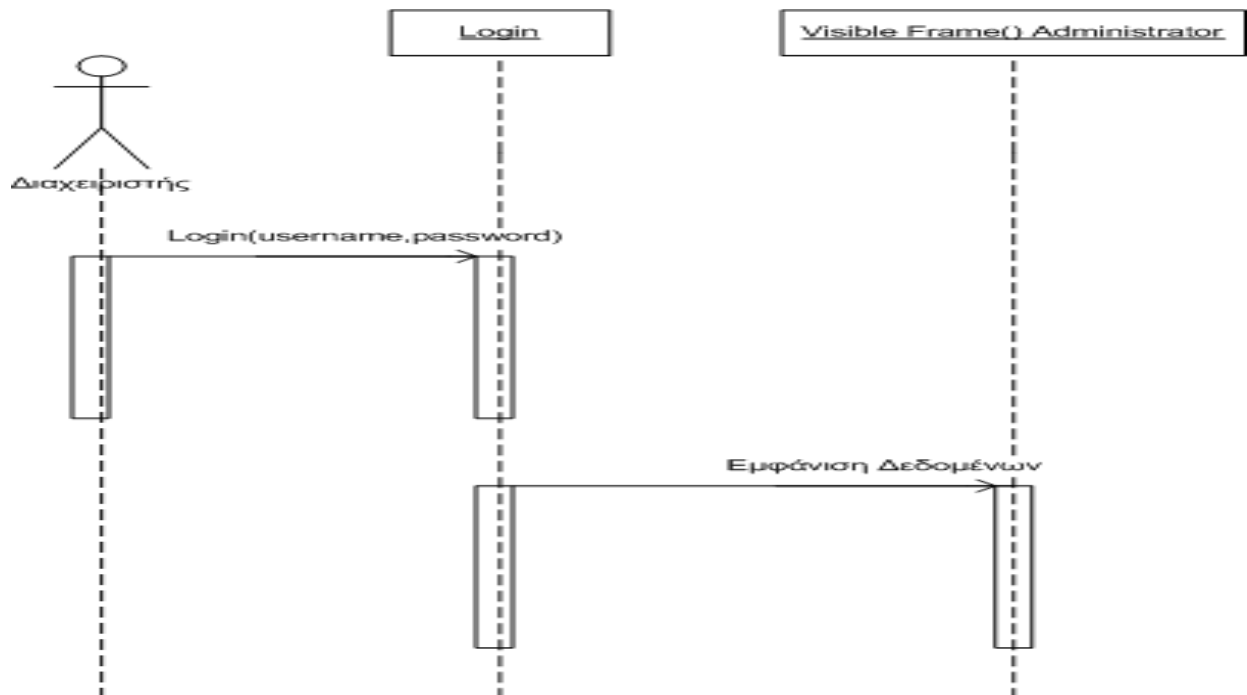 Login
Visible Frame() Administrator
Διαχειριστής
Login(username,password)
Εμφάνιση Δεδομένων